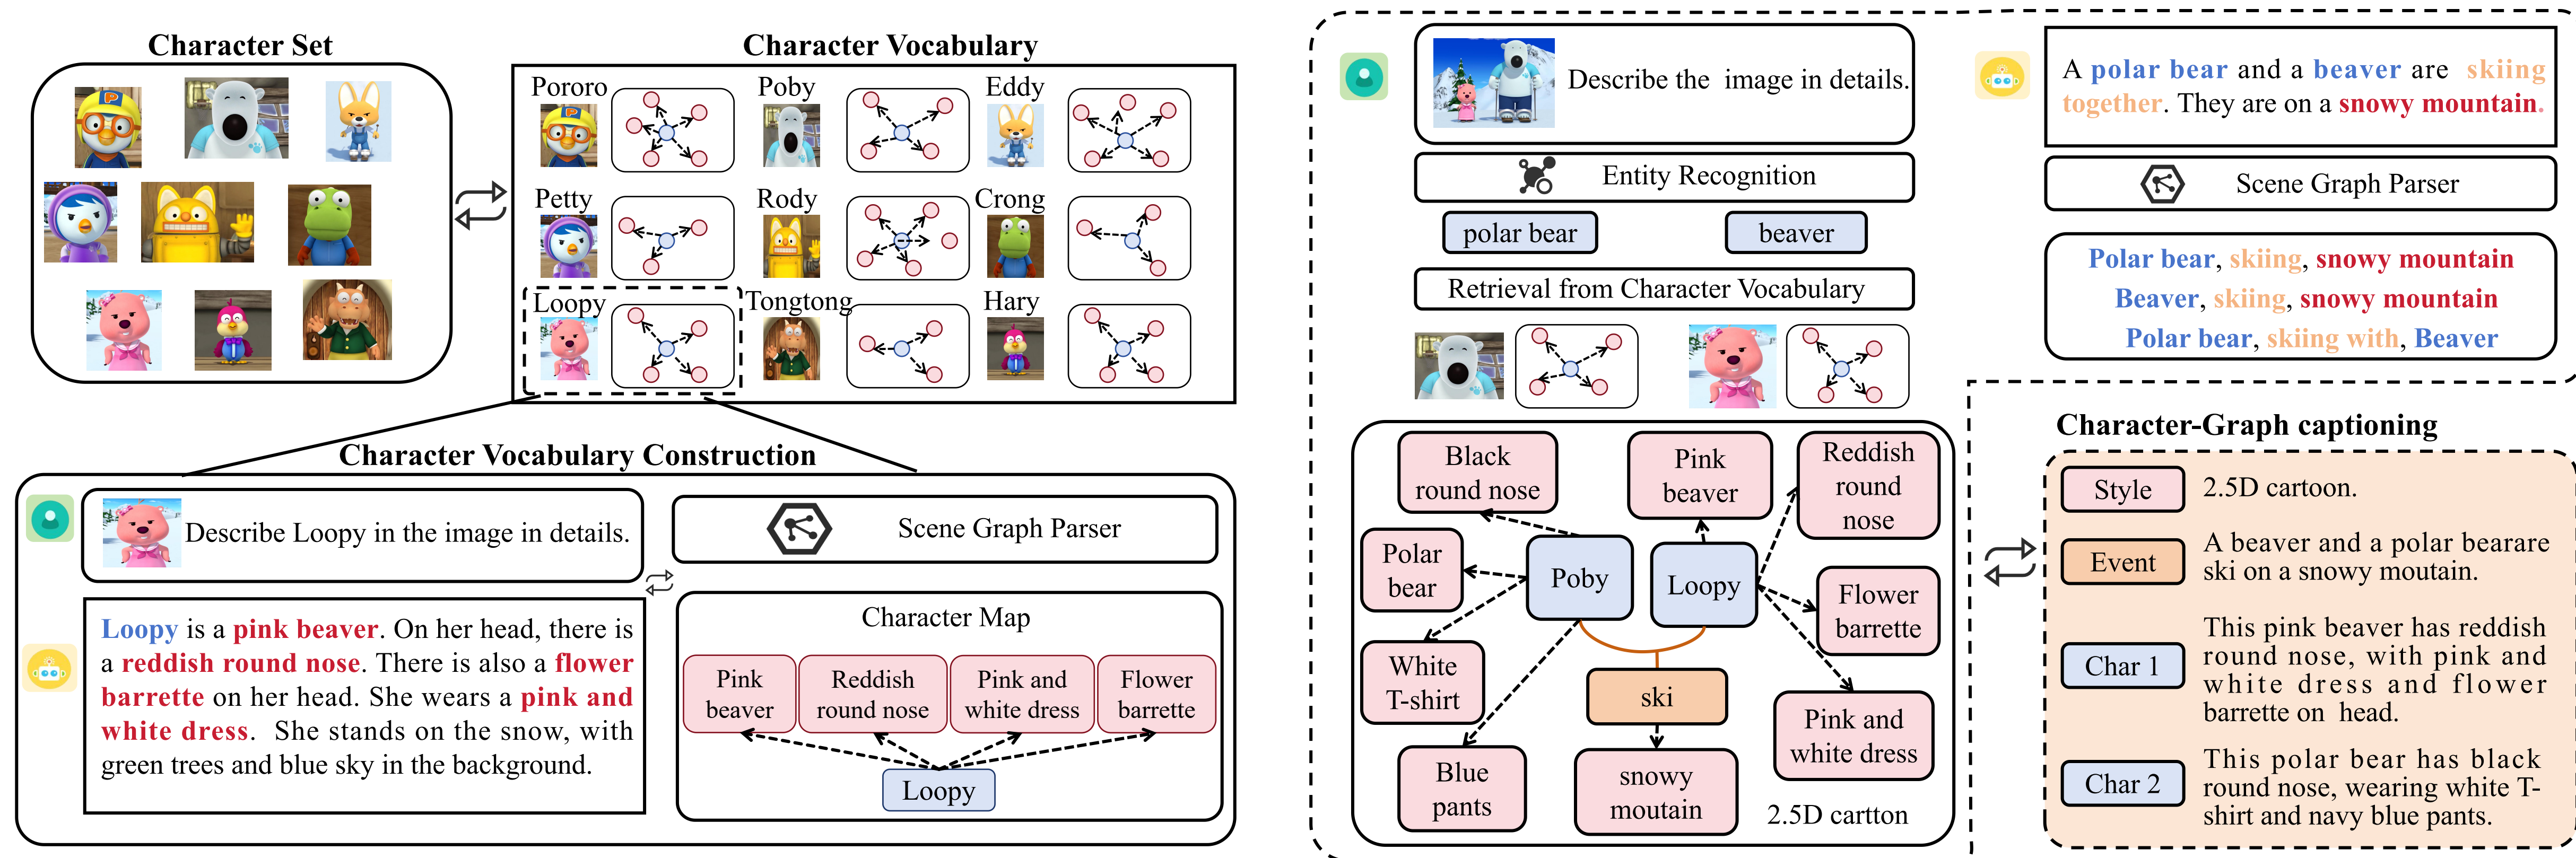 Character Set
Character Vocabulary
Pororo
Poby
Eddy
Petty
Rody
Crong
Loopy
Tongtong
Hary
Character Vocabulary Construction
Describe Loopy in the image in details.
Loopy is a pink beaver. On her head, there is
a reddish round nose. There is also a flower
barrette on her head. She wears a pink and
white dress. She stands on the snow, with
green trees and blue sky in the background.
Scene Graph Parser
Character Map
Pink
beaver
Reddish
round nose
Pink and
white dress
Flower
barrette
Loopy
Describe the image in details.
Entity Recognition
polar bear
beaver
Retrieval from Character Vocabulary
Black
round nose
Pink
beaver
Reddish
round
nose
Polar
bear
Poby
Loopy
Flower
barrette
White
T-shirt
ski
Pink and
white dress
Blue
pants
snowy
moutain
2.5D cartton
A polar bear and a beaver are skiing
together. They are on a snowy mountain.
Scene Graph Parser
Polar bear, skiing, snowy mountain
Beaver, skiing, snowy mountain
Polar bear, skiing with, Beaver
Character-Graph captioning
Style
2.5D cartoon.
Event
A beaver and a polar bearare
ski on a snowy moutain.
Char 1
This pink beaver has reddish
round nose, with pink and
white dress and flower
barrette on head.
Char 2
This polar bear has black
round nose, wearing white T-
shirt and navy blue pants.